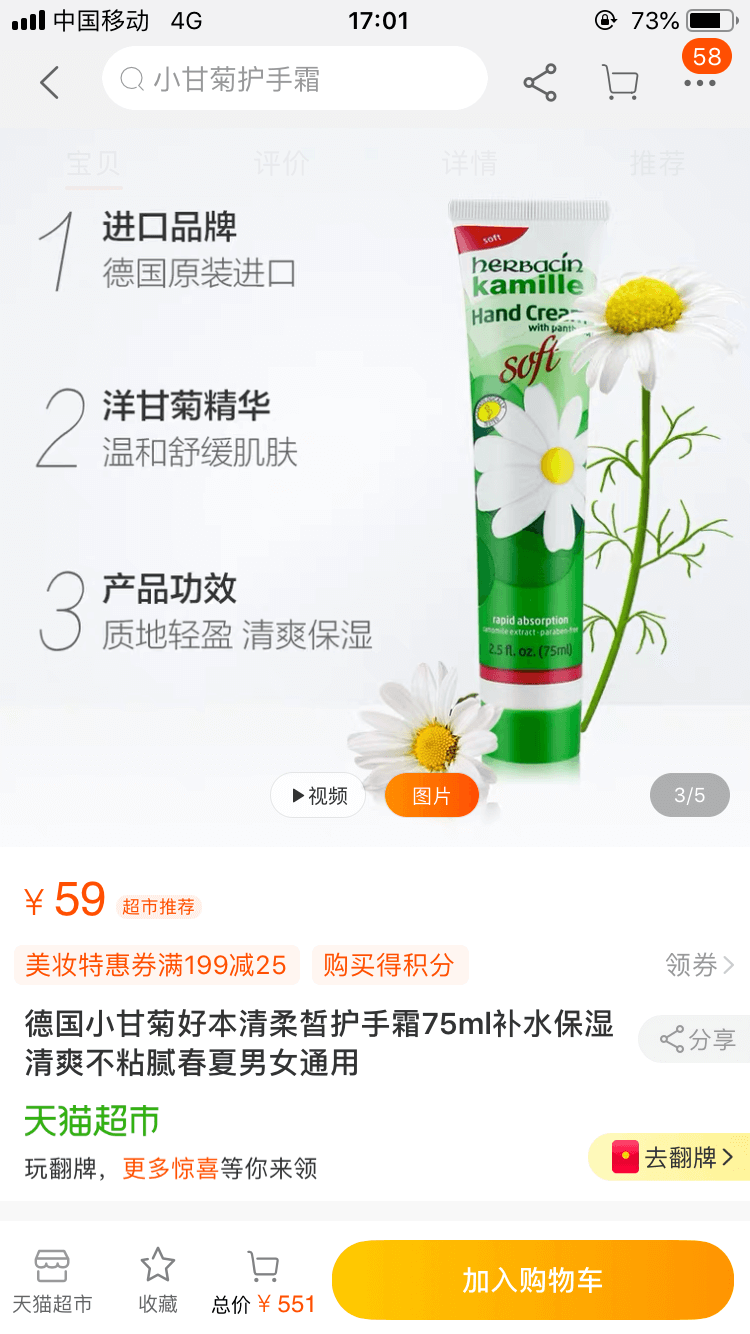 中国移动 4G 17:01 73%
小甘菊护手霜
58
宝贝 评价 详情 推荐
1 进口品牌
德国原装进口
2 洋甘菊精华
温和舒缓肌肤
3 产品功效
质地轻盈 清爽保湿
soft
herbacin
kamille
Hand Cream
with panthenol
soft
rapid absorption
camomile extract·paraben-free
2.5 fl. oz. (75ml)
视频 图片 3/5
¥ 59 超市推荐
美妆特惠券满199减25 购买得积分 领券
德国小甘菊好本清柔皙护手霜75ml补水保湿
清爽不粘腻春夏男女通用
分享
天猫超市
玩翻牌,更多惊喜等你来领
去翻牌
天猫超市 收藏 总价 ¥ 551
加入购物车